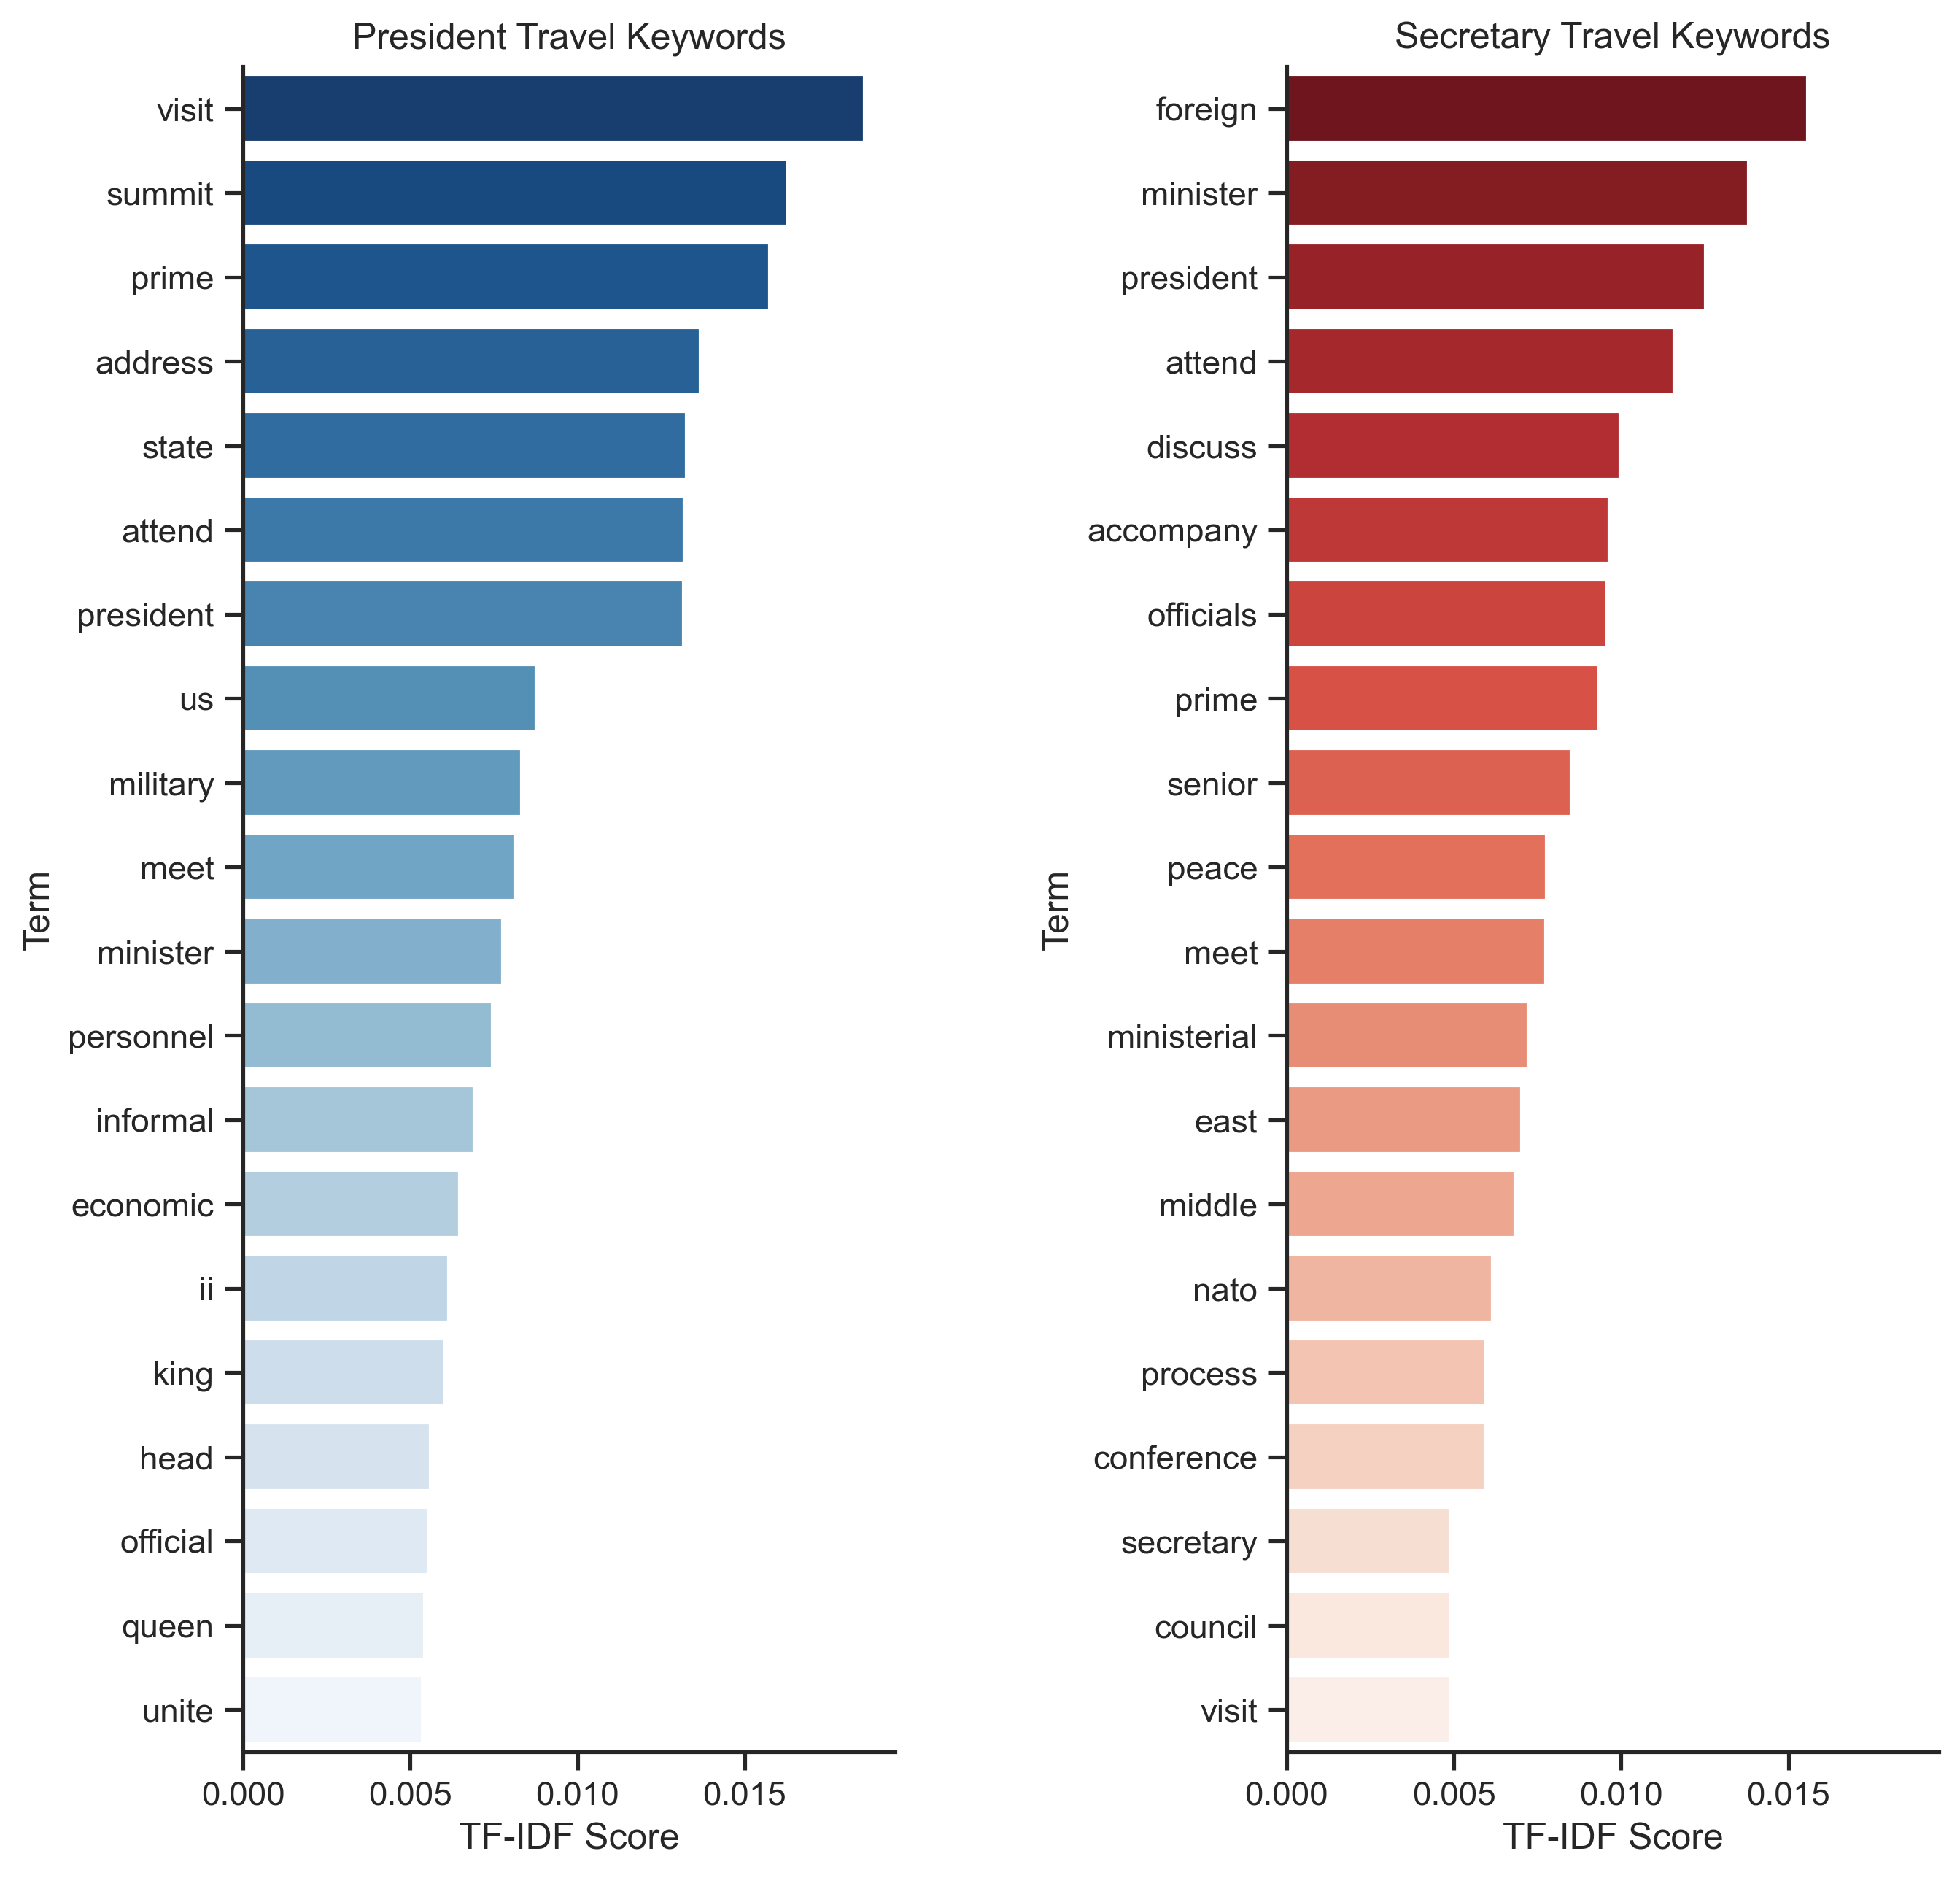 President Travel Keywords
visit
summit
prime
address
state
attend
president
us
military
meet
minister
personnel
informal
economic
ii
king
head
official
queen
unite
Term
0.000 0.005 0.010 0.015
TF-IDF Score
Secretary Travel Keywords
foreign
minister
president
attend
discuss
accompany
officials
prime
senior
peace
meet
ministerial
east
middle
nato
process
conference
secretary
council
visit
Term
0.000 0.005 0.010 0.015
TF-IDF Score